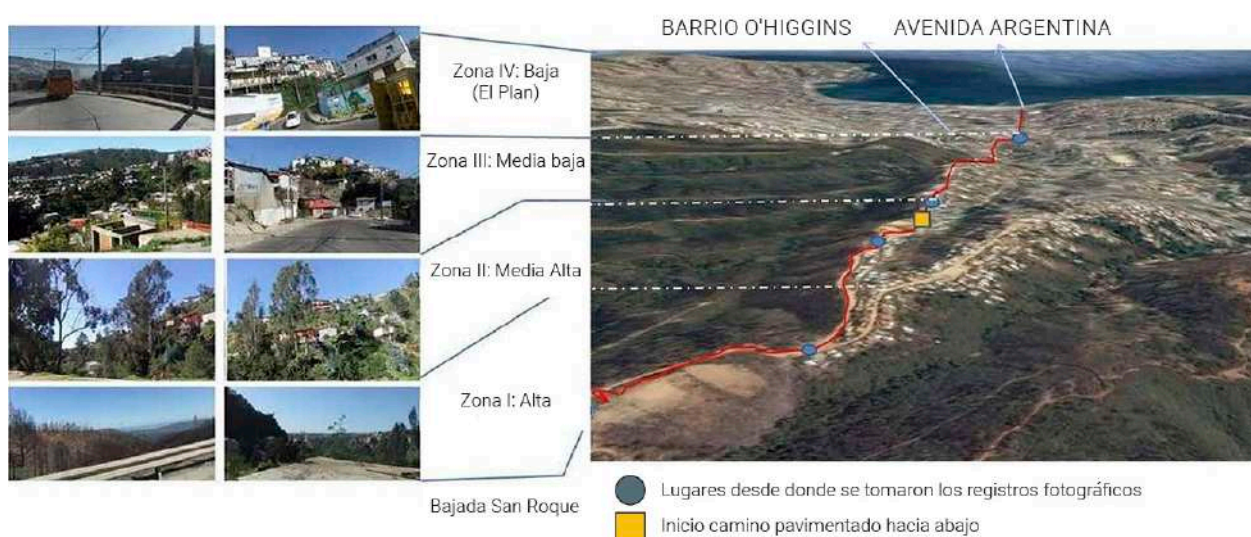 BARRIO O'HIGGINS
AVENIDA ARGENTINA
Zona IV: Baja
(El Plan)
Zona III: Media baja
Zona II: Media Alta
Zona I: Alta
Bajada San Roque
Lugares desde donde se tomaron los registros fotográficos
Inicio camino pavimentado hacia abajo